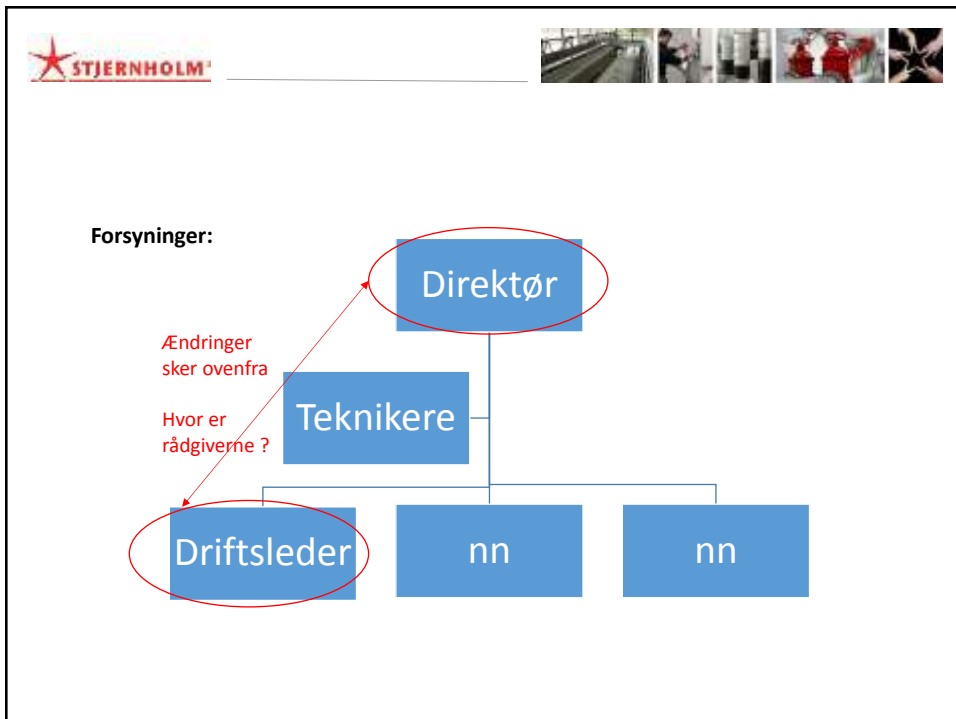 STJERNHOLM
Forsyninger:
Direktør
Ændringer
sker ovenfra
Teknikere
Hvor er
rådgiverne ?
Driftsleder
nn
nn